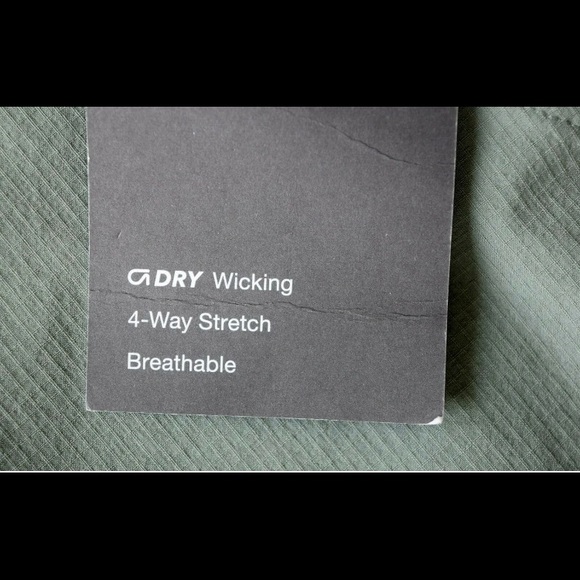 G DRY Wicking
4-Way Stretch
Breathable